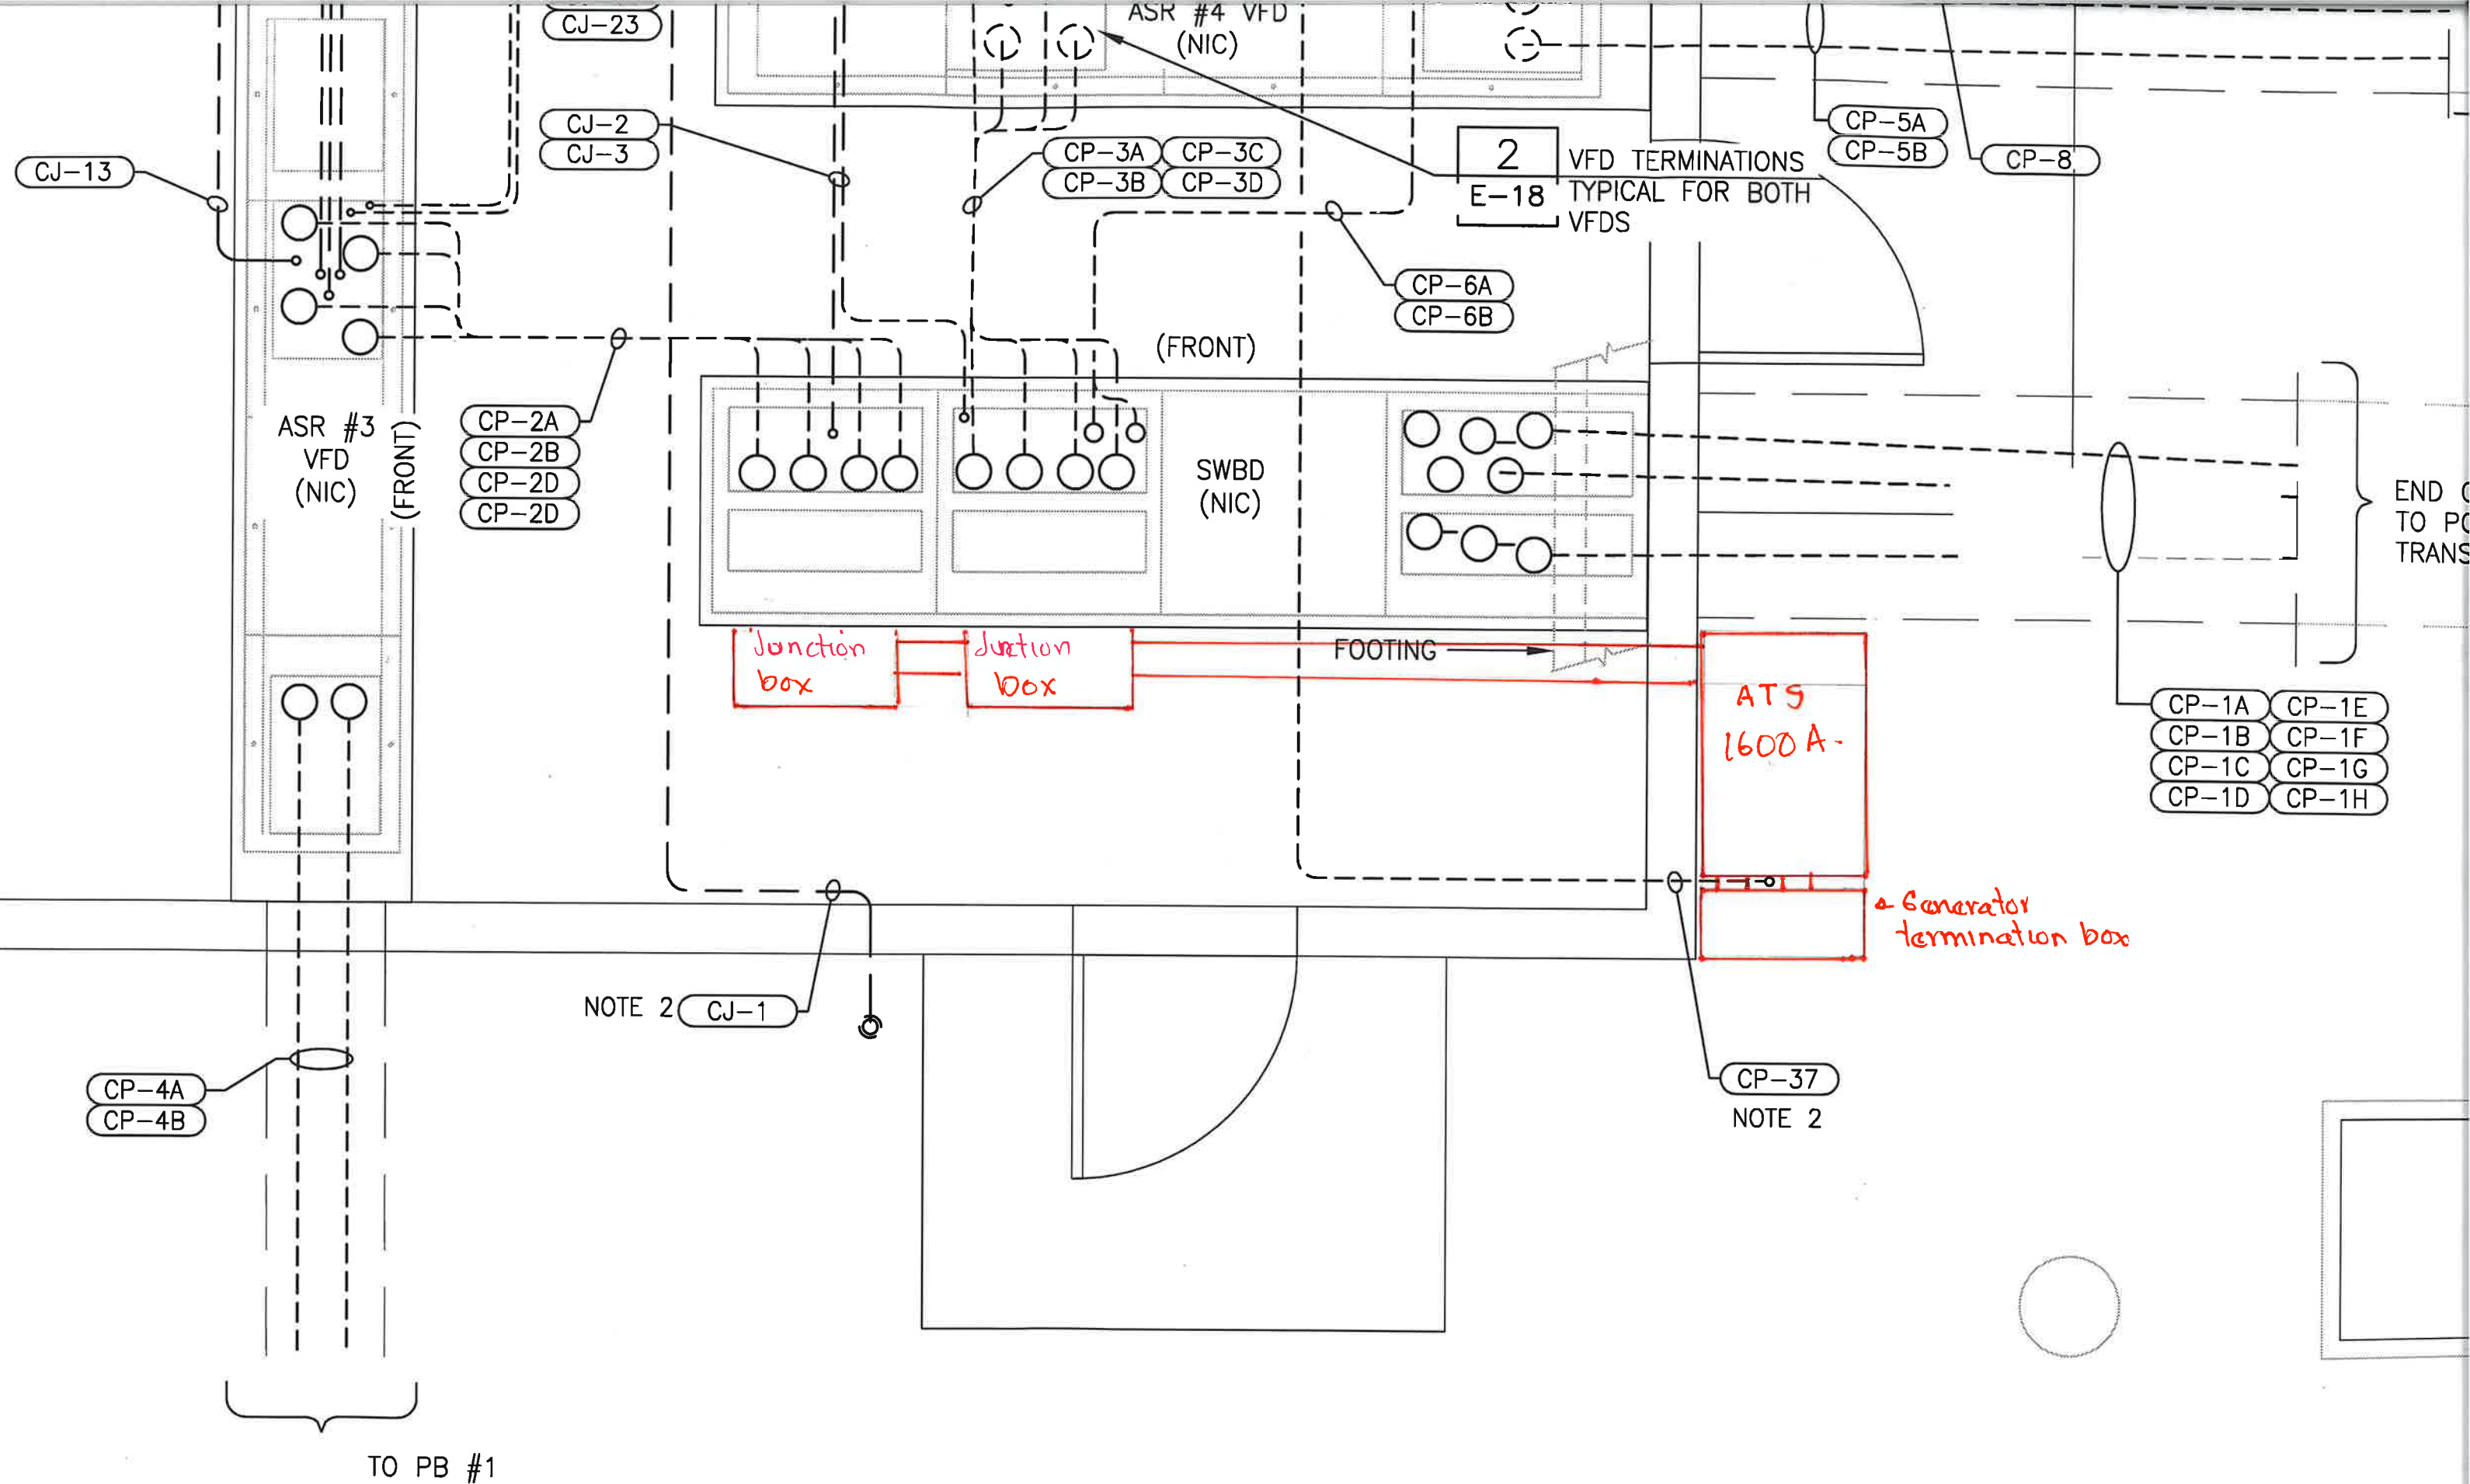 CJ-23
ASR #4 VFD
(NIC)
CJ-2
CJ-3
CJ-13
CP-3A CP-3C
CP-3B CP-3D
2
E-18
VFD TERMINATIONS
TYPICAL FOR BOTH
VFDS
CP-5A
CP-5B
CP-8
CP-6A
CP-6B
(FRONT)
ASR #3
VFD
(NIC)
(FRONT)
CP-2A
CP-2B
CP-2D
CP-2D
SWBD
(NIC)
END
TO
Junction
box
Juction
box
FOOTING
ATS
1600 A.
CP-1A CP-1E
CP-1B CP-1F
CP-1C CP-1G
CP-1D CP-1H
Generator
termination box
NOTE 2 CJ-1
CP-4A
CP-4B
CP-37
NOTE 2
TO PB #1